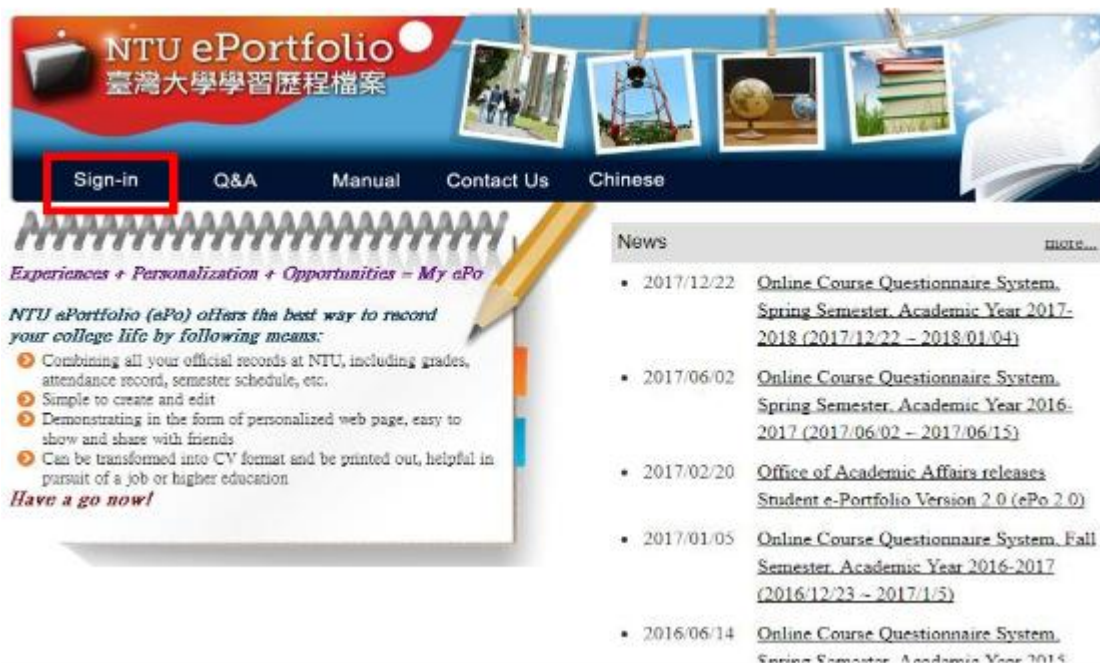 NTU ePortfolio
臺灣大學學習歷程檔案
Sign-in Q&A Manual Contact Us Chinese
Experiences + Personalization + Opportunities = My ePo
NTU ePortfolio (ePo) offers the best way to record
your college life by following means:
Combining all your official records at NTU, including grades,
attendance record, semester schedule, etc.
Simple to create and edit
Demonstrating in the form of personalized web page, easy to
show and share with friends
Can be transformed into CV format and be printed out, helpful in
pursuit of a job or higher education
Have a go now!
News more...
2017/12/22 Online Course Questionnaire System,
Spring Semester, Academic Year 2017-
2018 (2017/12/22 ~ 2018/01/04)
2017/06/02 Online Course Questionnaire System,
Spring Semester, Academic Year 2016-
2017 (2017/06/02 ~ 2017/06/15)
2017/02/20 Office of Academic Affairs releases
Student e-Portfolio Version 2.0 (ePo 2.0)
2017/01/05 Online Course Questionnaire System, Fall
Semester, Academic Year 2016-2017
(2016/12/23 ~ 2017/1/5)
2016/06/14 Online Course Questionnaire System,
Spring Semester, Academic Year 2015-